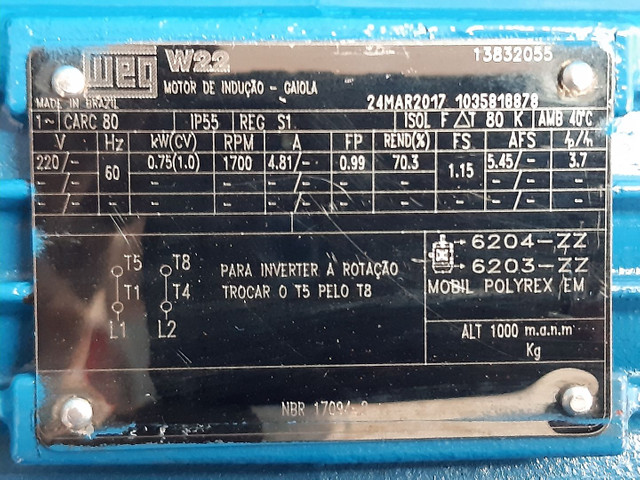 WEG W22 13832055
MOTOR DE INDUÇÃO - GAIOLA
MADE IN BRAZIL 24MAR2017 1035818878
1~ CARC 80 IP55 REG S1 ISOL F ΔT 80 K AMB 40°C
V Hz kW(CV) RPM A FP REND(%) FS AFS Ip/In
220/- 60 0.75(1.0) 1700 4.81/- 0.99 70.3 1.15 5.45/- 3.7
-/- - - -/- - - -/- -
-/- - - -/- - - -/- -
T5 T8
T1 T4
L1 L2
PARA INVERTER A ROTAÇÃO
TROCAR O T5 PELO T8
6204-ZZ
6203-ZZ
MOBIL POLYREX EM
ALT 1000 m.a.n.m
Kg
NBR